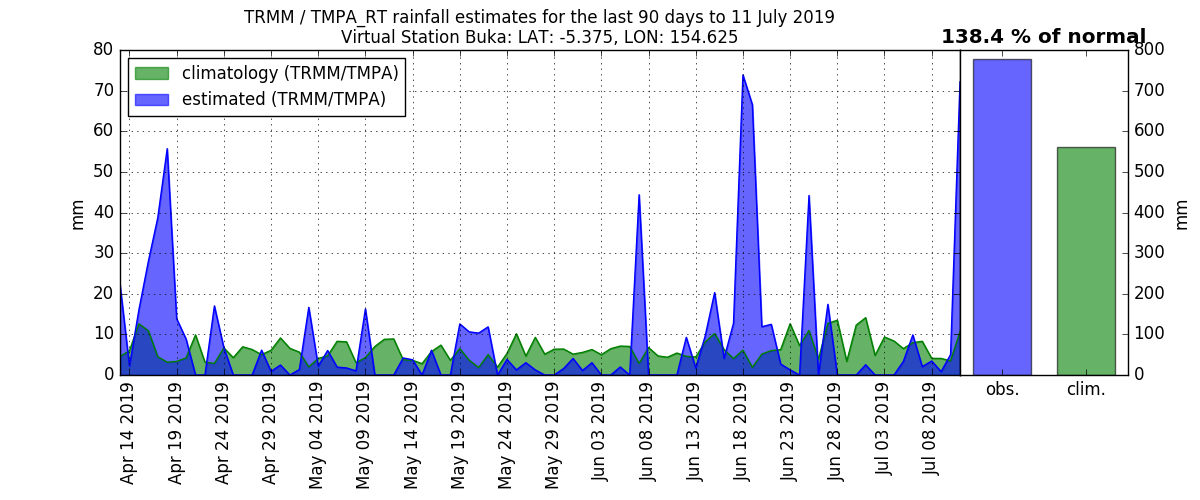 TRMM / TMPA_RT rainfall estimates for the last 90 days to 11 July 2019
Virtual Station Buka: LAT: -5.375, LON: 154.625
138.4 % of normal
climatology (TRMM/TMPA)
estimated (TRMM/TMPA)
80
70
60
50
40
30
20
10
0
mm
800
700
600
500
400
300
200
100
0
mm
Apr 14 2019
Apr 19 2019
Apr 24 2019
Apr 29 2019
May 04 2019
May 09 2019
May 14 2019
May 19 2019
May 24 2019
May 29 2019
Jun 03 2019
Jun 08 2019
Jun 13 2019
Jun 18 2019
Jun 23 2019
Jun 28 2019
Jul 03 2019
Jul 08 2019
obs.
clim.